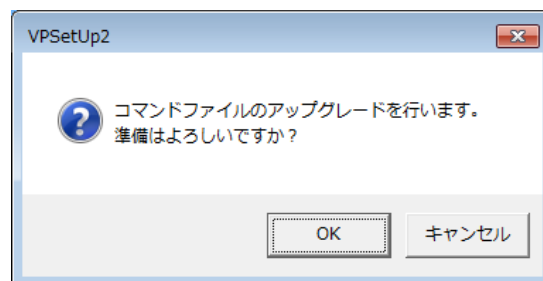 VPSetUp2
コマンドファイルのアップグレードを行います。
準備はよろしいですか？
OK
キャンセル